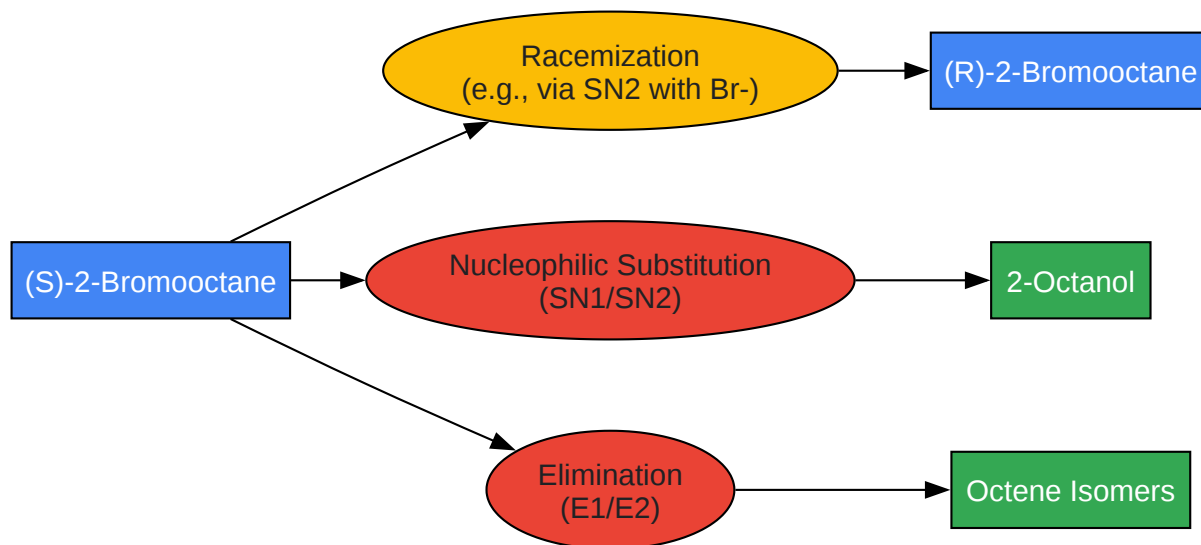 Racemization
(e.g., via SN2 with Br-)
(R)-2-Bromooctane
(S)-2-Bromooctane
Nucleophilic Substitution
(SN1/SN2)
2-Octanol
Elimination
(E1/E2)
Octene Isomers